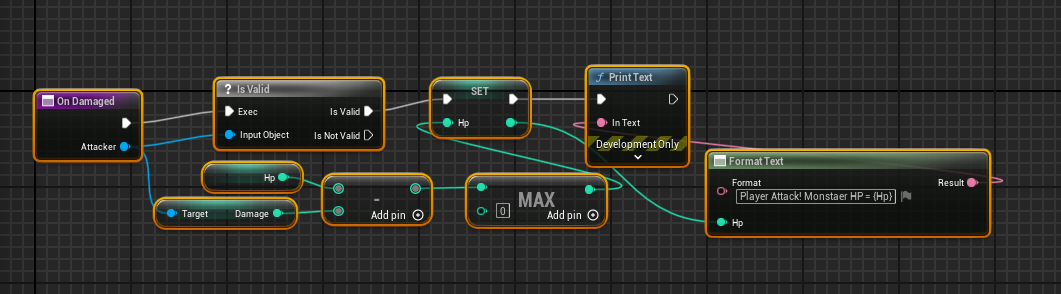 On Damaged
Attacker
? Is Valid
Exec
Is Valid
Input Object
Is Not Valid
SET
Hp
f Print Text
In Text
Development Only
Hp
Target
Damage
-
Add pin
MAX
0
Add pin
Format Text
Format
Result
Player Attack! Monstaer HP = {Hp}
Hp